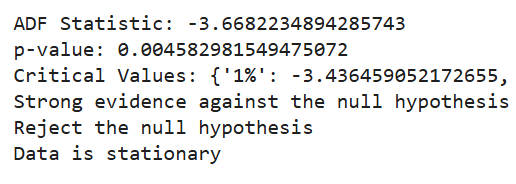 ADF Statistic: -3.6682234894285743
p-value: 0.004582981549475072
Critical Values: {'1%': -3.436459052172655,
Strong evidence against the null hypothesis
Reject the null hypothesis
Data is stationary